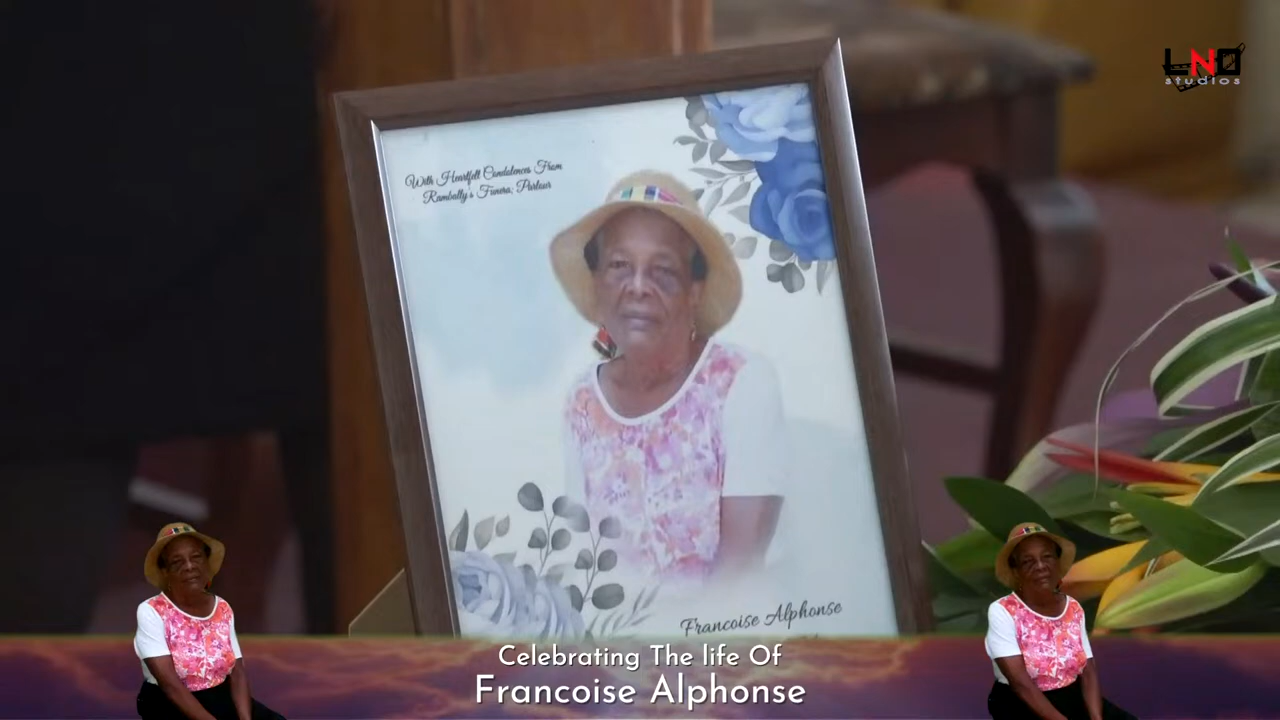 LNO
studios
With Heartfelt Condolences From
Rambally's Funeral Parlour
Francoise Alphonse
Celebrating The life Of
Francoise Alphonse